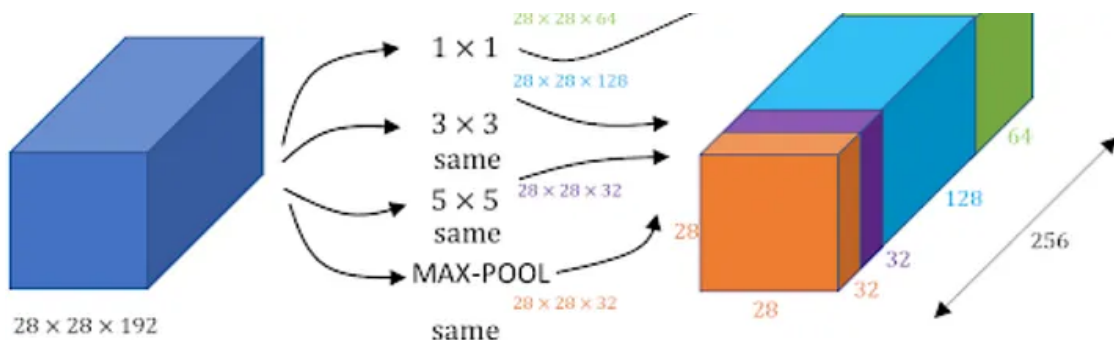 28 × 28 × 64
1 × 1
28 × 28 × 128
3 × 3
same
28 × 28 × 32
5 × 5
same
MAX-POOL
28 × 28 × 32
same
28 × 28 × 192
64
128
256
32
32
28
28